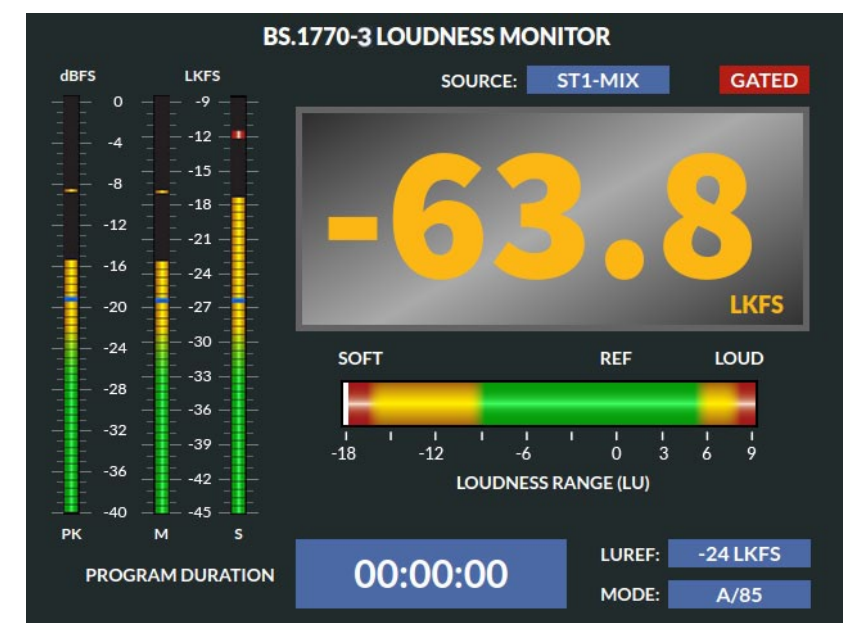 BS.1770-3 LOUDNESS MONITOR
dBFS LKFS
SOURCE: ST1-MIX GATED
0 -9
-4 -12
-8 -15
-12 -18
-16 -21
-20 -24
-24 -27
-28 -30
-32 -33
-36 -36
-40 -39
-42
-45
PK M S
-63.8
LKFS
SOFT REF LOUD
-18 -12 -6 0 3 6 9
LOUDNESS RANGE (LU)
PROGRAM DURATION 00:00:00
LUREF: -24 LKFS
MODE: A/85